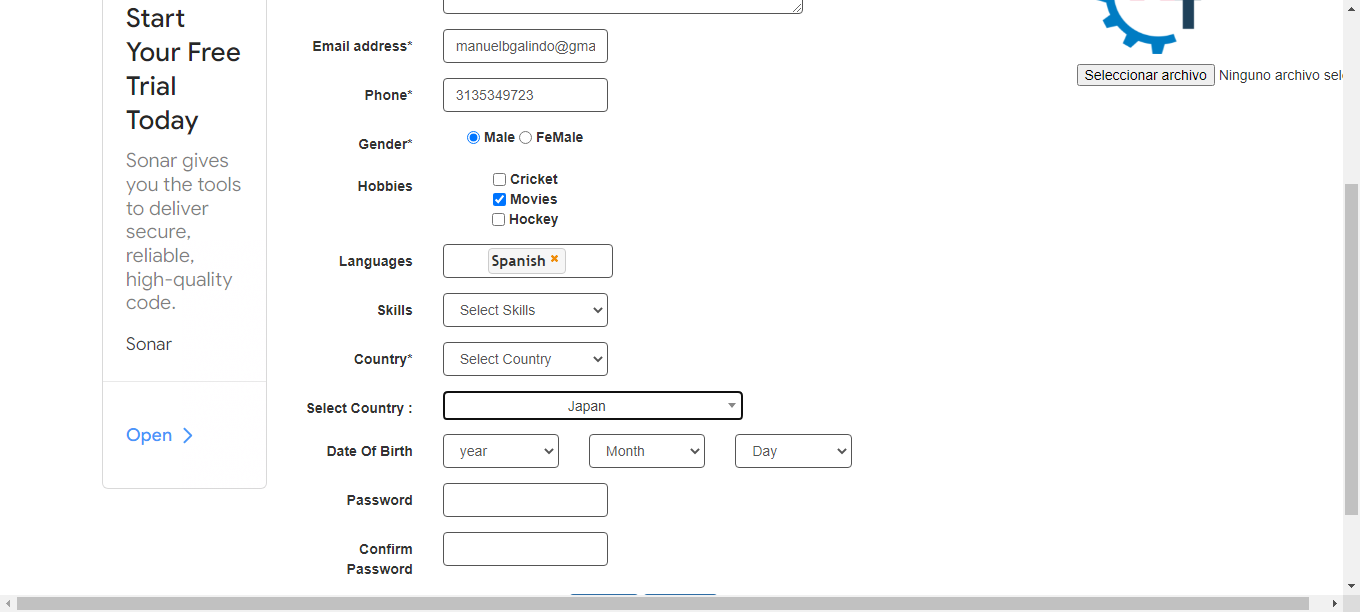 Start
Your Free
Trial
Today
Sonar gives
you the tools
to deliver
secure,
reliable,
high-quality
code.
Sonar
Open
Email address*
manuelbgalindo@gma
Phone*
3135349723
Gender*
Male FeMale
Hobbies
Cricket
Movies
Hockey
Languages
Spanish
Skills
Select Skills
Country*
Select Country
Select Country :
Japan
Date Of Birth
year Month Day
Password
Confirm
Password
Seleccionar archivo Ninguno archivo sel